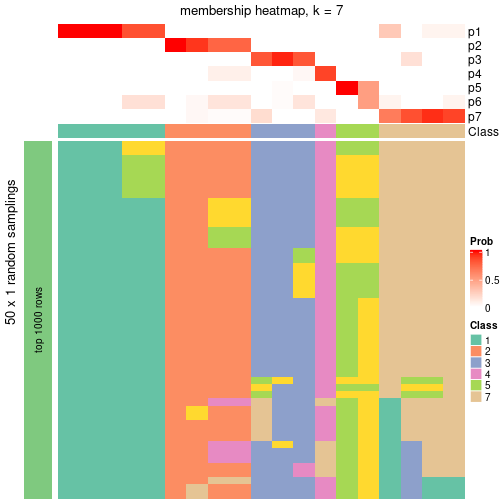 membership heatmap, k = 7
p1
p2
p3
p4
p5
p6
p7
Class
50 x 1 random samplings
top 1000 rows
Prob
1
0.5
0
Class
1
2
3
4
5
7